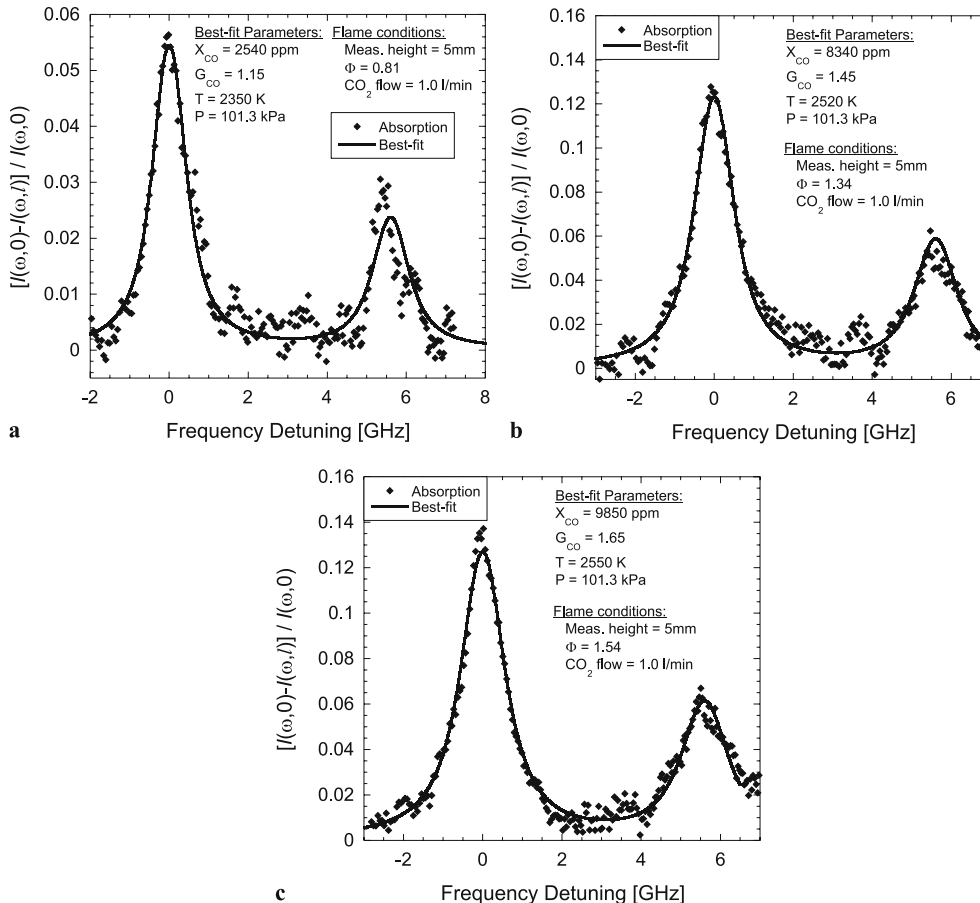 0.06
0.05
0.04
0.03
0.02
0.01
0
[I(ω,0)-I(ω,l)] / I(ω,0)
Best-fit Parameters:
X_CO = 2540 ppm
G_CO = 1.15
T = 2350 K
P = 101.3 kPa
Flame conditions:
Meas. height = 5mm
Φ = 0.81
CO₂ flow = 1.0 l/min
Absorption
Best-fit
-2 0 2 4 6 8
Frequency Detuning [GHz]
a
0.16
0.12
0.08
0.04
0.02
0
[I(ω,0)-I(ω,l)] / I(ω,0)
Absorption
Best-fit
Best-fit Parameters:
X_CO = 8340 ppm
G_CO = 1.45
T = 2520 K
P = 101.3 kPa
Flame conditions:
Meas. height = 5mm
Φ = 1.34
CO₂ flow = 1.0 l/min
-2 0 2 4 6
Frequency Detuning [GHz]
b
0.16
0.14
0.12
0.1
0.08
0.06
0.04
0.02
0
[I(ω,0)-I(ω,l)] / I(ω,0)
Absorption
Best-fit
Best-fit Parameters:
X_CO = 9850 ppm
G_CO = 1.65
T = 2550 K
P = 101.3 kPa
Flame conditions:
Meas. height = 5mm
Φ = 1.54
CO₂ flow = 1.0 l/min
-2 0 2 4 6
Frequency Detuning [GHz]
c